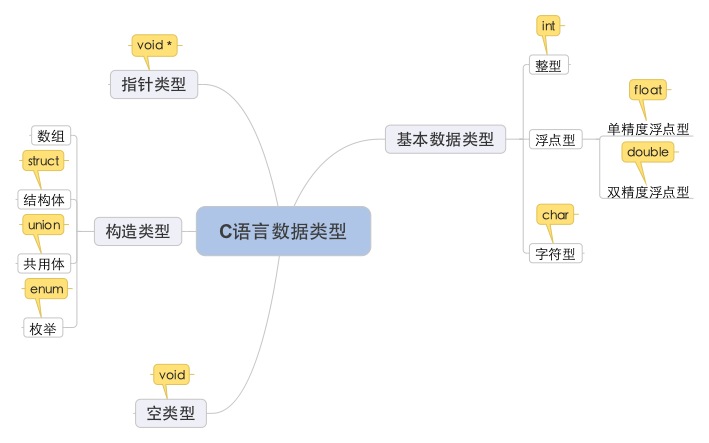 C语言数据类型
基本数据类型
int
整型
浮点型
float
单精度浮点型
double
双精度浮点型
char
字符型
void *
指针类型
构造类型
数组
struct
结构体
union
共用体
enum
枚举
void
空类型